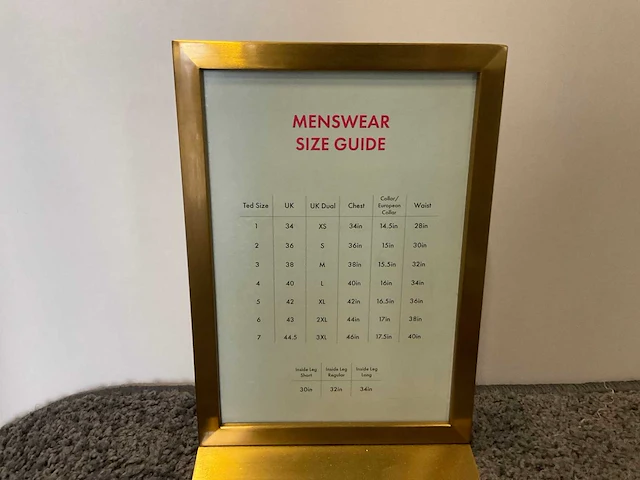 MENSWEAR
SIZE GUIDE
Ted Size UK UK Dual Chest Collar/ European Collar Waist
1 34 XS 34in 14.5in 28in
2 36 S 36in 15in 30in
3 38 M 38in 15.5in 32in
4 40 L 40in 16in 34in
5 42 XL 42in 16.5in 36in
6 43 2XL 44in 17in 38in
7 44.5 3XL 46in 17.5in 40in
Inside Leg Short Inside Leg Regular Inside Leg Long
30in 32in 34in